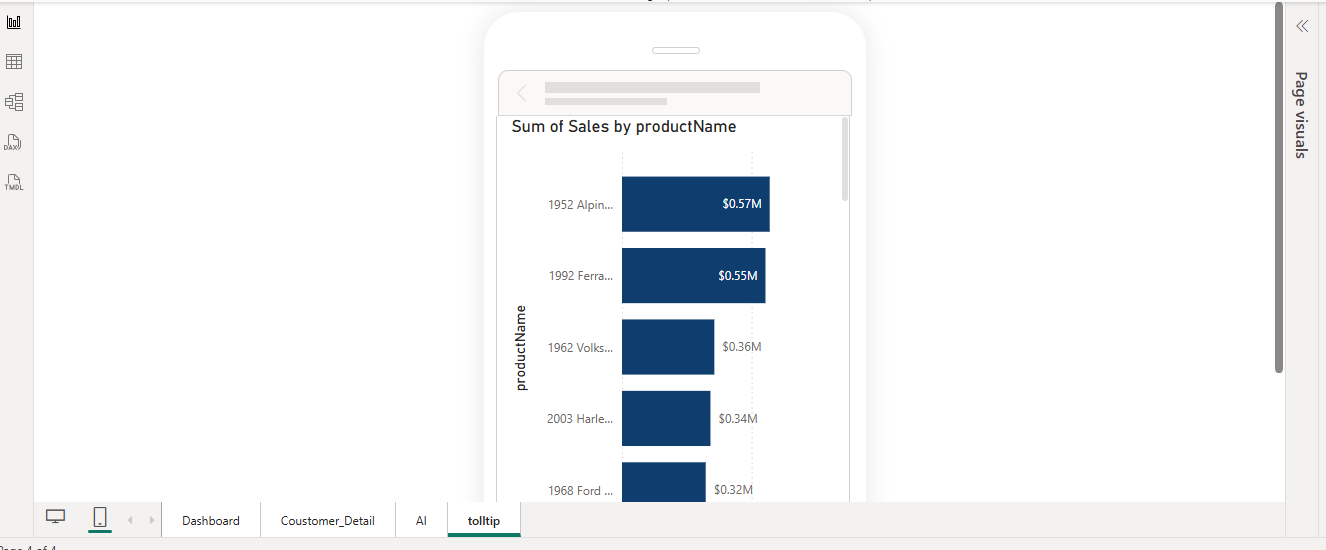 Sum of Sales by productName
productName
1952 Alpin...
$0.57M
1992 Ferra...
$0.55M
1962 Volks...
$0.36M
2003 Harle...
$0.34M
1968 Ford ...
$0.32M
Page visuals
DAX
TMDL
Dashboard
Coustomer_Detail
AI
tolltip
Page 4 of 4